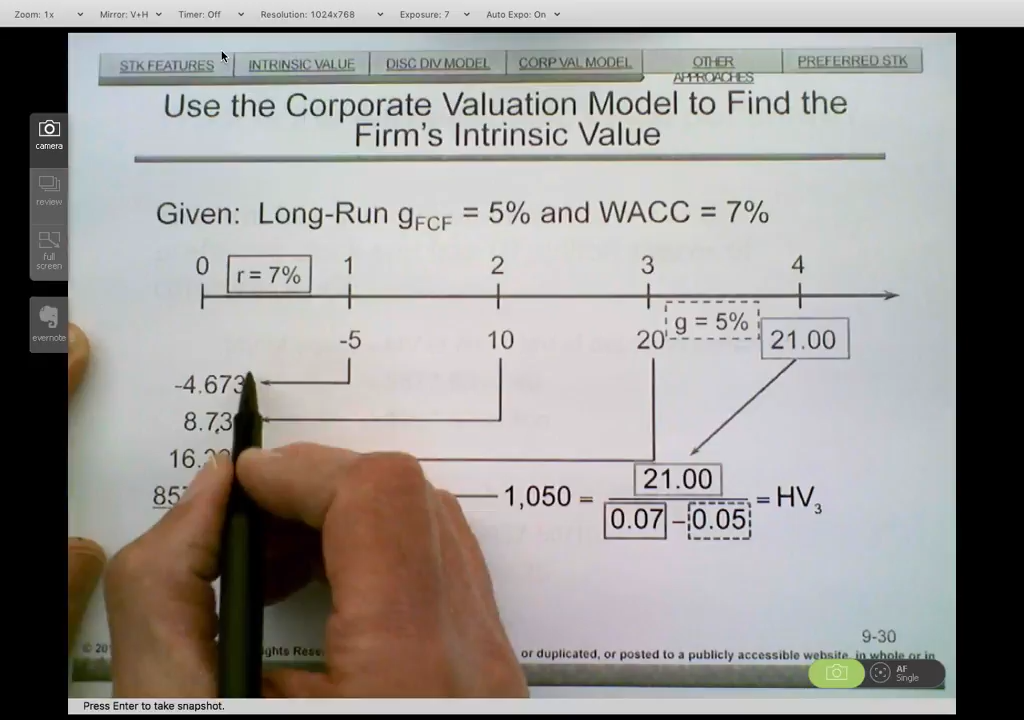 Zoom: 1x Mirror: V+H Timer: Off Resolution: 1024x768 Exposure: 7 Auto Expo: On
STK FEATURES INTRINSIC VALUE DISC DIV MODEL CORP VAL MODEL OTHER APPROACHES PREFERRED STK
camera
review
full
screen
evernote
Use the Corporate Valuation Model to Find the
Firm's Intrinsic Value
Given: Long-Run gFCF = 5% and WACC = 7%
0 r = 7% 1 2 3 4
-5 10 20 g = 5% 21.00
-4.673
8.73
16.
85 1,050 = 21.00 = HV3
0.07 – 0.05
9-30
or duplicated, or posted to a publicly accessible website, in whole or in
AF
Single
Press Enter to take snapshot.